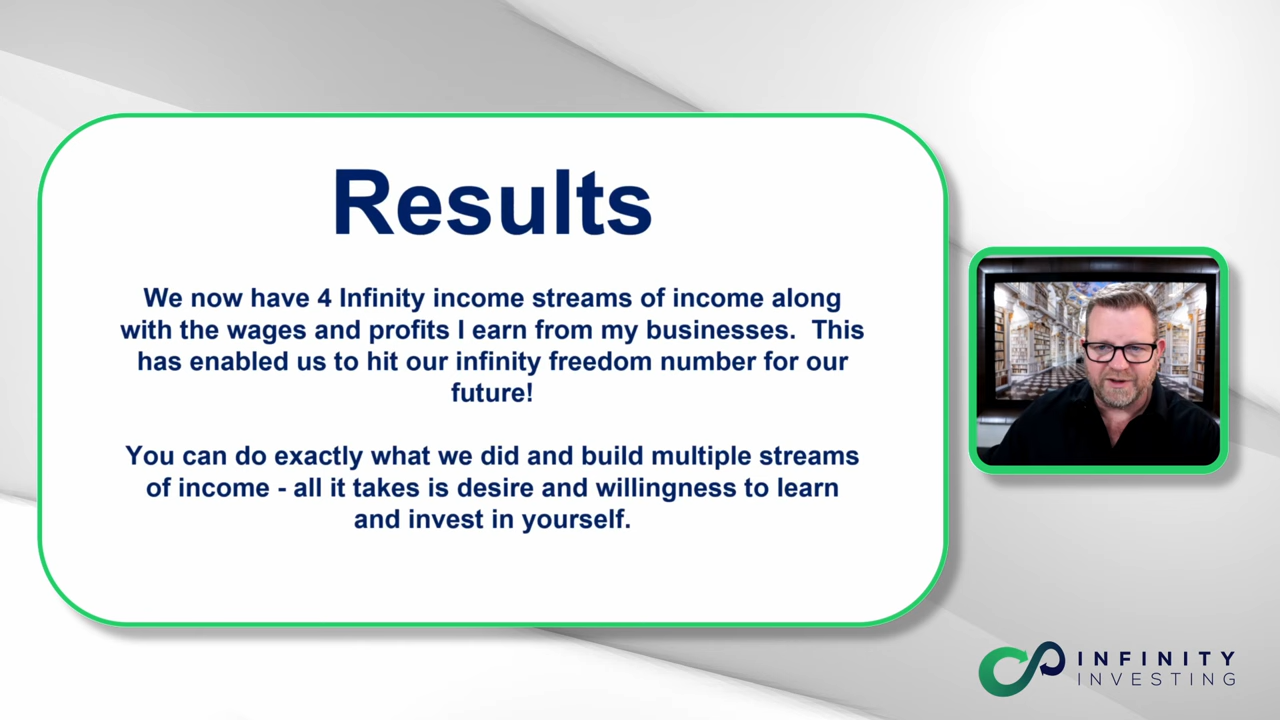 Results
We now have 4 Infinity income streams of income along
with the wages and profits I earn from my businesses.  This
has enabled us to hit our infinity freedom number for our
future!
You can do exactly what we did and build multiple streams
of income - all it takes is desire and willingness to learn
and invest in yourself.
INFINITY
INVESTING